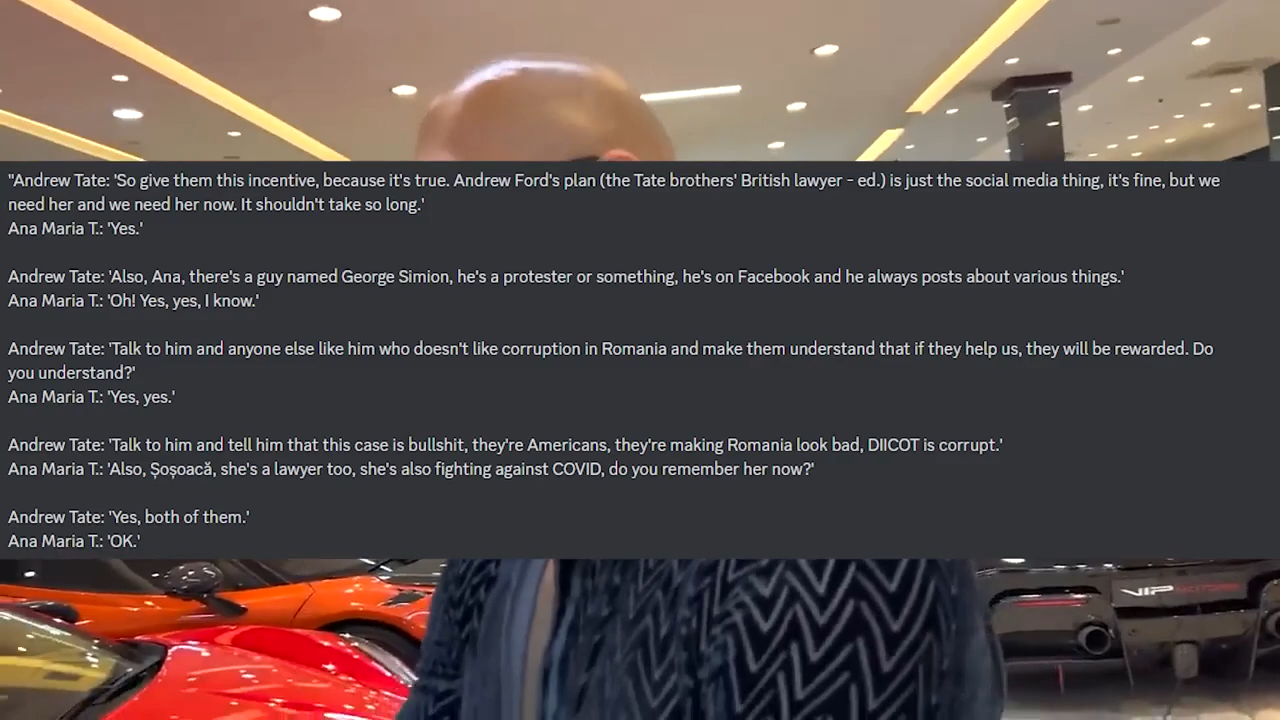 "Andrew Tate: 'So give them this incentive, because it's true. Andrew Ford's plan (the Tate brothers' British lawyer - ed.) is just the social media thing, it's fine, but we
need her and we need her now. It shouldn't take so long.'
Ana Maria T.: 'Yes.'
Andrew Tate: 'Also, Ana, there's a guy named George Simion, he's a protester or something, he's on Facebook and he always posts about various things.'
Ana Maria T.: 'Oh! Yes, yes, I know.'
Andrew Tate: 'Talk to him and anyone else like him who doesn't like corruption in Romania and make them understand that if they help us, they will be rewarded. Do
you understand?'
Ana Maria T.: 'Yes, yes.'
Andrew Tate: 'Talk to him and tell him that this case is bullshit, they're Americans, they're making Romania look bad, DIICOT is corrupt.'
Ana Maria T.: 'Also, Șoșoacă, she's a lawyer too, she's also fighting against COVID, do you remember her now?'
Andrew Tate: 'Yes, both of them.'
Ana Maria T.: 'OK.'
VIP MOTORS